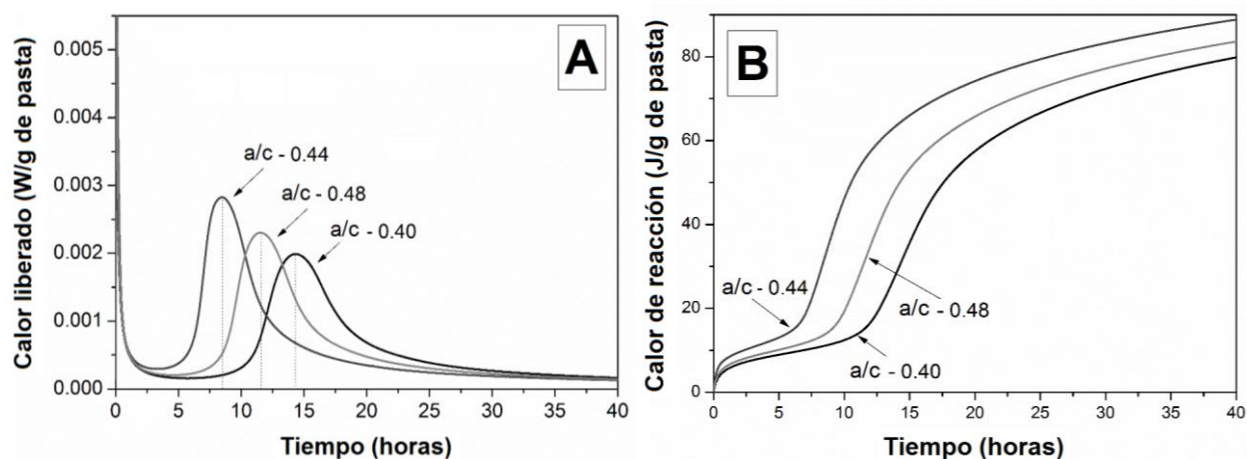 A
Calor liberado (W/g de pasta)
0.005
0.004
0.003
0.002
0.001
0.000
a/c - 0.44
a/c - 0.48
a/c - 0.40
0 5 10 15 20 25 30 35 40
Tiempo (horas)
B
Calor de reacción (J/g de pasta)
80
60
40
20
0
a/c - 0.44
a/c - 0.48
a/c - 0.40
0 5 10 15 20 25 30 35 40
Tiempo (horas)